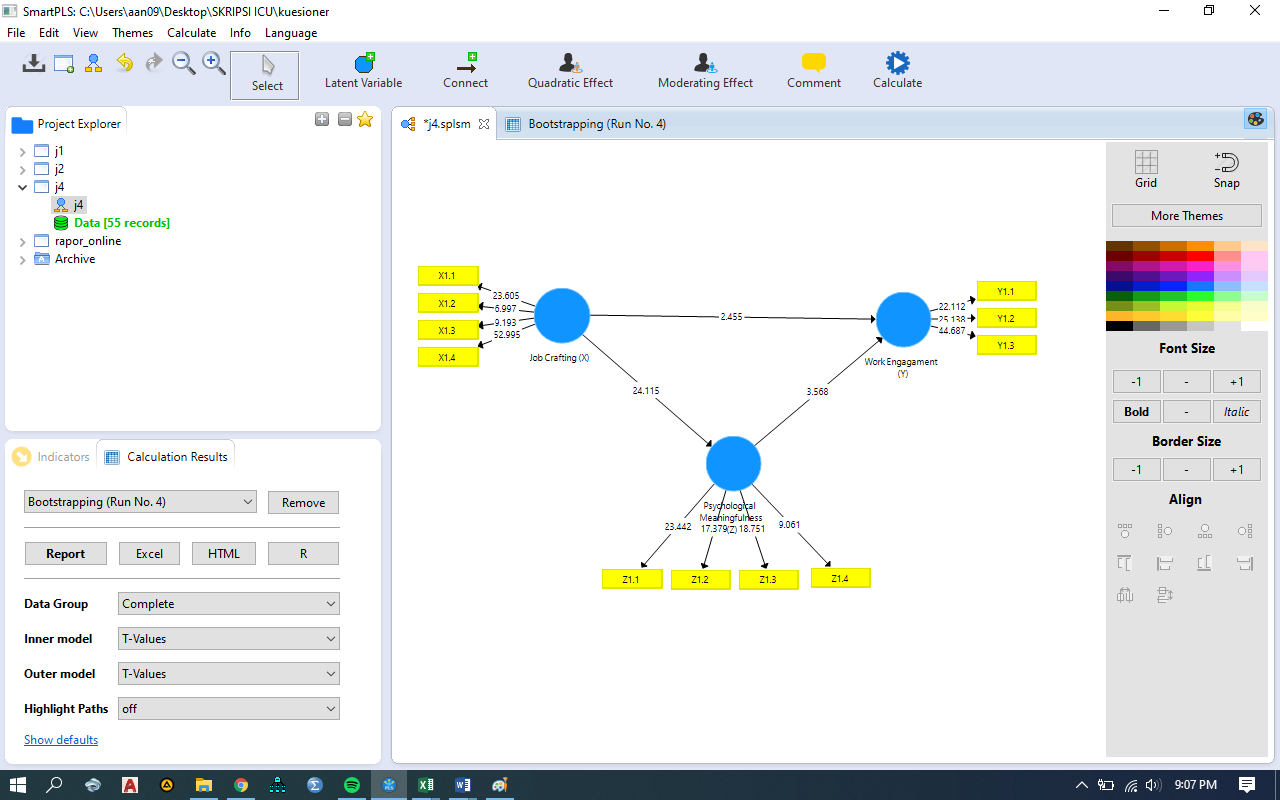 SmartPLS: C:\Users\aan09\Desktop\SKRIPSI ICU\kuesioner
File Edit View Themes Calculate Info Language
Select
Latent Variable
Connect
Quadratic Effect
Moderating Effect
Comment
Calculate
Project Explorer
j1
j2
j4
j4
Data [55 records]
rapor_online
Archive
Indicators
Calculation Results
Bootstrapping (Run No. 4)
Remove
Report
Excel
HTML
R
Data Group
Complete
Inner model
T-Values
Outer model
T-Values
Highlight Paths
off
Show defaults
*j4.splsm
Bootstrapping (Run No. 4)
X1.1
X1.2
X1.3
X1.4
23.605
6.997
9.193
52.995
Job Crafting (X)
2.455
24.115
3.568
Work Engagament
(Y)
22.112
25.138
44.687
Y1.1
Y1.2
Y1.3
Psychological
Meaningfulness
(Z)
23.442
17.379
18.751
9.061
Z1.1
Z1.2
Z1.3
Z1.4
Grid
Snap
More Themes
Font Size
-1
-
+1
Bold
-
Italic
Border Size
-1
-
+1
Align
9:07 PM